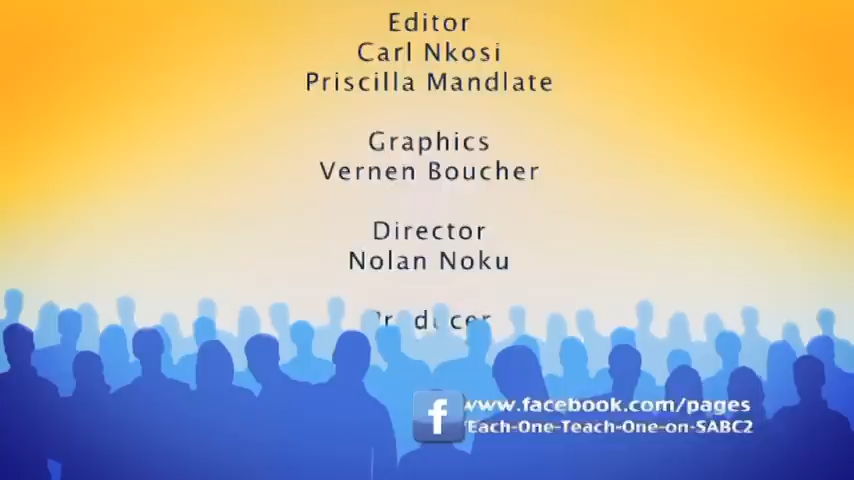 Editor
Carl Nkosi
Priscilla Mandlate
Graphics
Vernen Boucher
Director
Nolan Noku
Producer
f
www.facebook.com/pages
/Each-One-Teach-One-on-SABC2